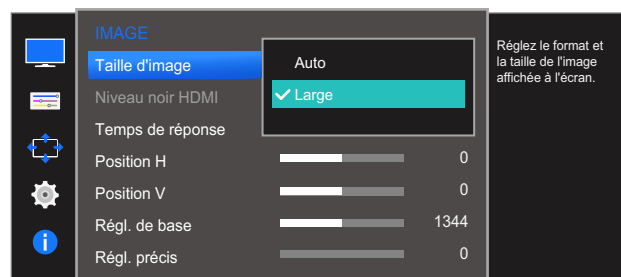 IMAGE
Taille d'image
Auto
Niveau noir HDMI
Large
Temps de réponse
Position H
0
Position V
0
Régl. de base
1344
Régl. précis
0
Réglez le format et
la taille de l'image
affichée à l'écran.